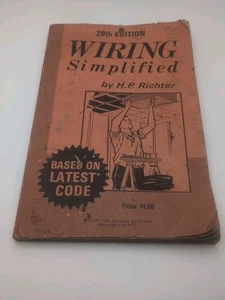 29th EDITION
WIRING
Simplified
by H.P. Richter
BASED ON
LATEST
CODE
Price $1.00